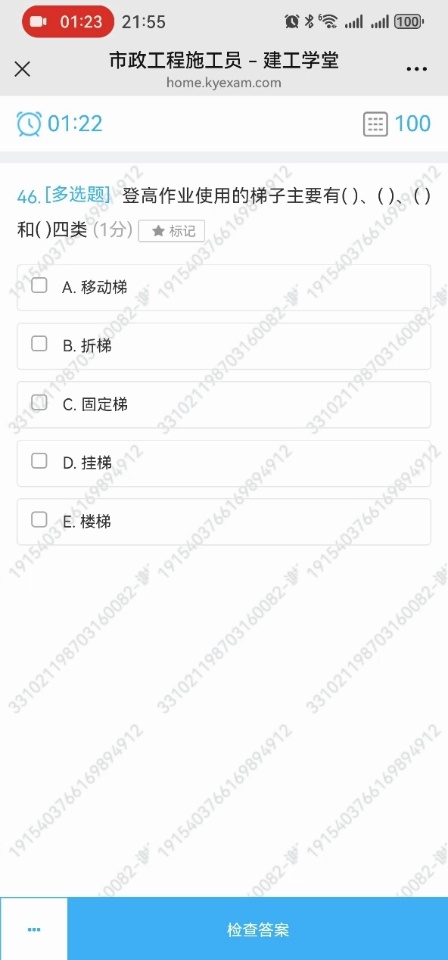 01:23 21:55 100
市政工程施工员 – 建工学堂
home.kyexam.com
01:22 100
46. [多选题] 登高作业使用的梯子主要有( )、( )、( )
和( )四类 (1分) ★ 标记
A. 移动梯
B. 折梯
C. 固定梯
D. 挂梯
E. 楼梯
1915403766169894912
331021198703160082
检查答案